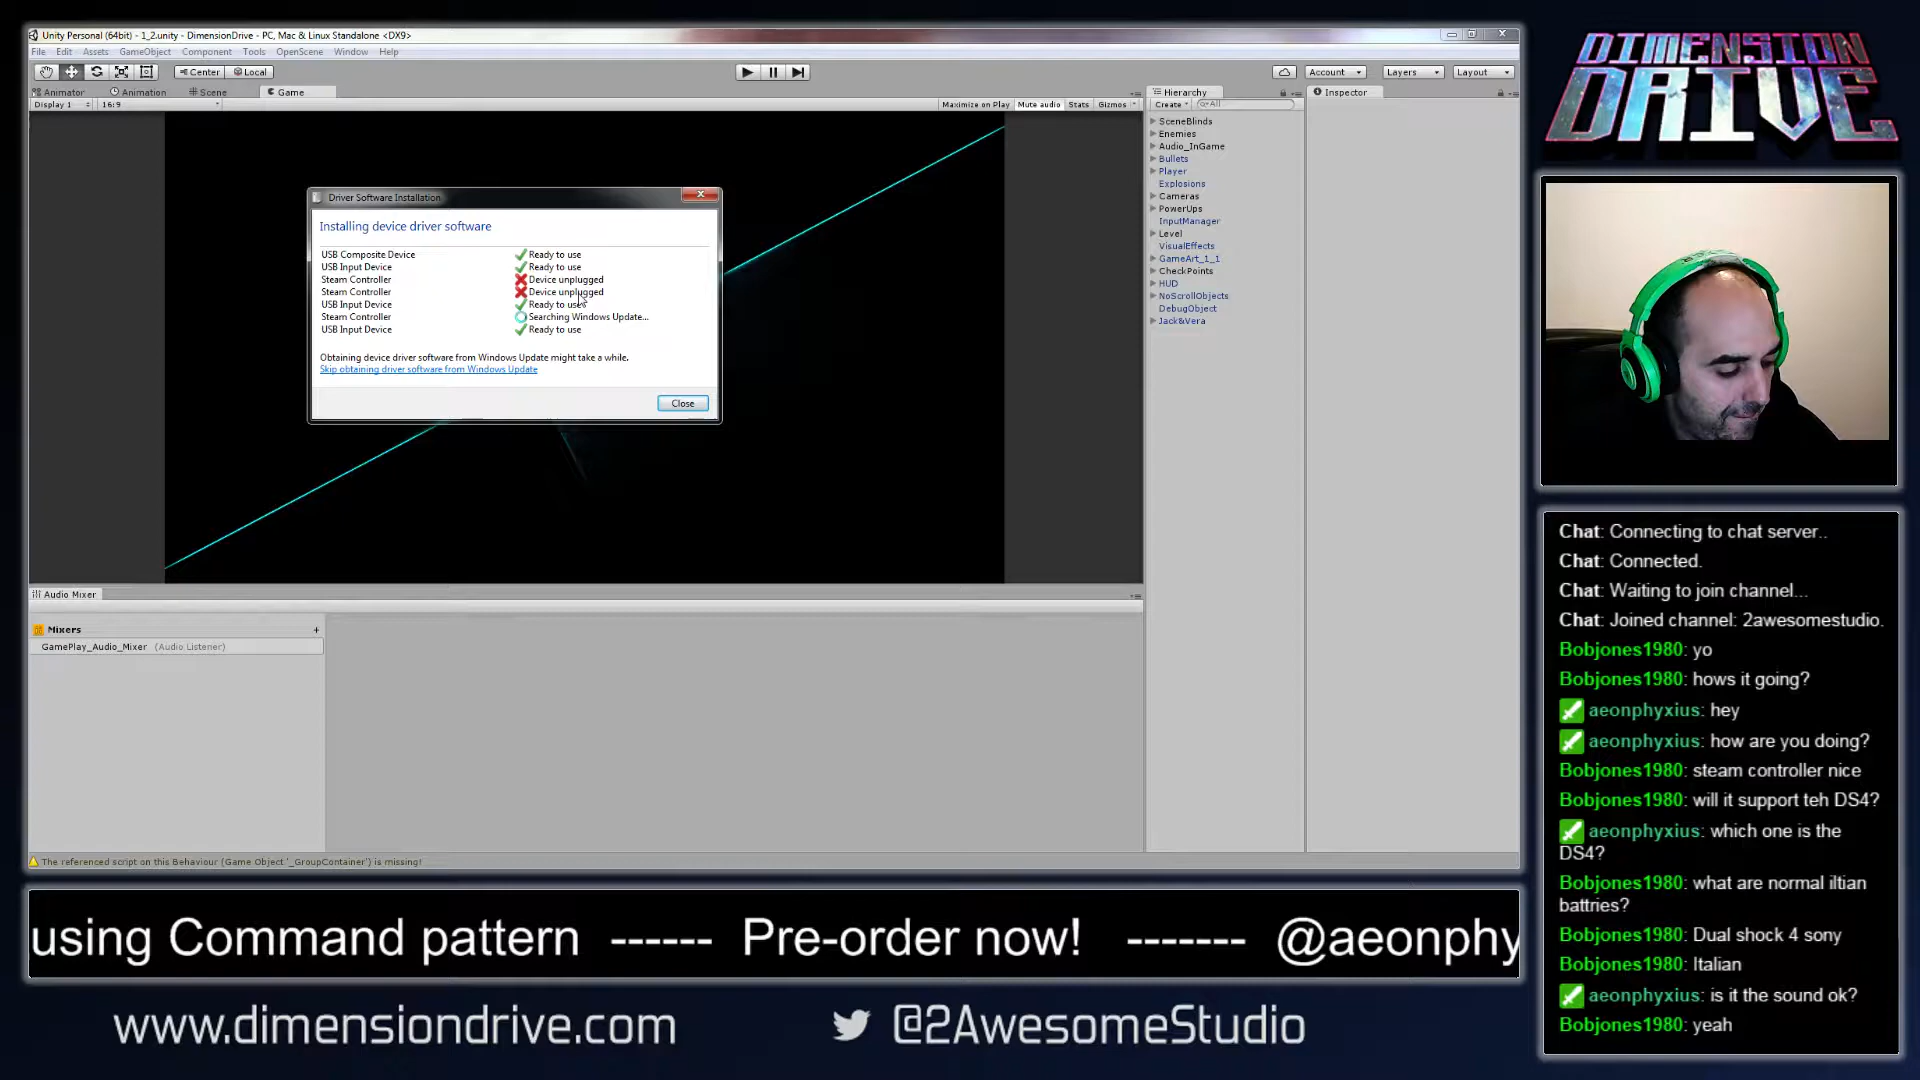 Unity Personal (64bit) - 1_2.unity - DimensionDrive - PC, Mac & Linux Standalone <DX9>
File Edit Assets GameObject Component Tools OpenScene Window Help
Center Local
Account Layers Layout
Animator Animation Scene Game
Display 1 16:9 Maximize on Play Mute audio Stats Gizmos
Hierarchy
Create All
SceneBlinds
Enemies
Audio_InGame
Bullets
Player
Explosions
Cameras
PowerUps
InputManager
Level
VisualEffects
GameArt_1_1
CheckPoints
HUD
NoScrollObjects
DebugObject
Jack&Vera
Inspector
Driver Software Installation
Installing device driver software
USB Composite Device Ready to use
USB Input Device Ready to use
Steam Controller Device unplugged
Steam Controller Device unplugged
USB Input Device Ready to use
Steam Controller Searching Windows Update...
USB Input Device Ready to use
Obtaining device driver software from Windows Update might take a while.
Skip obtaining driver software from Windows Update
Close
Audio Mixer
Mixers +
GamePlay_Audio_Mixer (Audio Listener)
The referenced script on this Behaviour (Game Object '_GroupContainer') is missing!
DIMENSION
DRIVE
Chat: Connecting to chat server..
Chat: Connected.
Chat: Waiting to join channel...
Chat: Joined channel: 2awesomestudio.
Bobjones1980: yo
Bobjones1980: hows it going?
aeonphyxius: hey
aeonphyxius: how are you doing?
Bobjones1980: steam controller nice
Bobjones1980: will it support teh DS4?
aeonphyxius: which one is the
DS4?
Bobjones1980: what are normal iltian
battries?
Bobjones1980: Dual shock 4 sony
Bobjones1980: Italian
aeonphyxius: is it the sound ok?
Bobjones1980: yeah
using Command pattern ------ Pre-order now! ------- @aeonphy
www.dimensiondrive.com @2AwesomeStudio